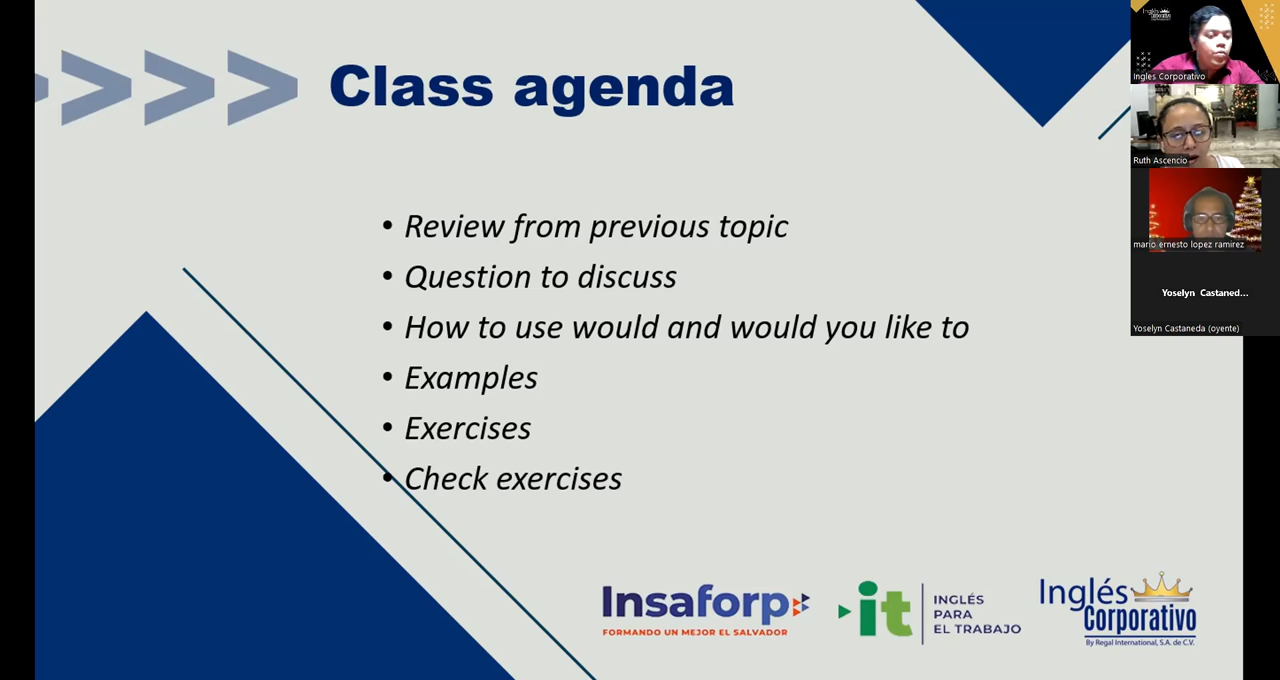 Class agenda
• Review from previous topic
• Question to discuss
• How to use would and would you like to
• Examples
• Exercises
• Check exercises
Insaforp
FORMANDO UN MEJOR EL SALVADOR
it
INGLÉS
PARA
EL TRABAJO
Inglés
Corporativo
By Regal International, S.A. de C.V.
Inglés
Corporativo
Ingles Corporativo
Ruth Ascencio
mario ernesto lopez ramirez
Yoselyn Castaned...
Yoselyn Castaneda (oyente)